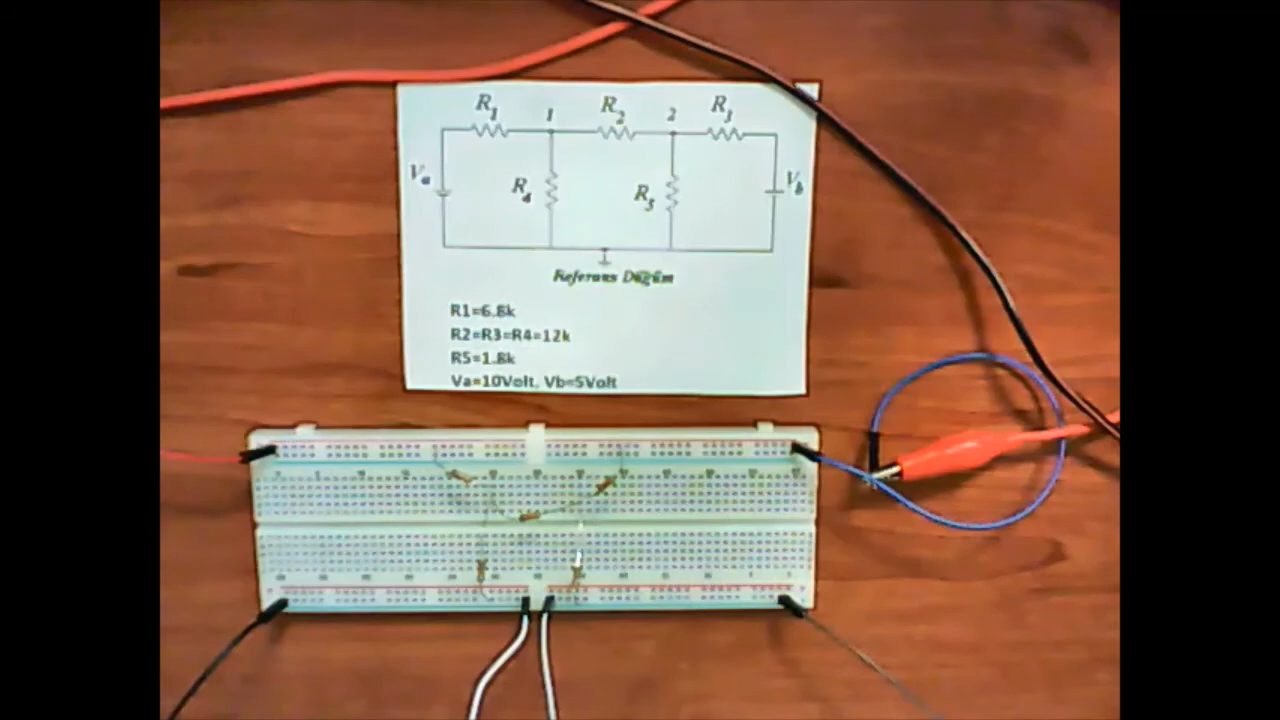 R1 1 R2 2 R3
Va R4 R5 Vb
Referans Düğüm
R1=6.8k
R2=R3=R4=12k
R5=1.8k
Va=10Volt, Vb=5Volt